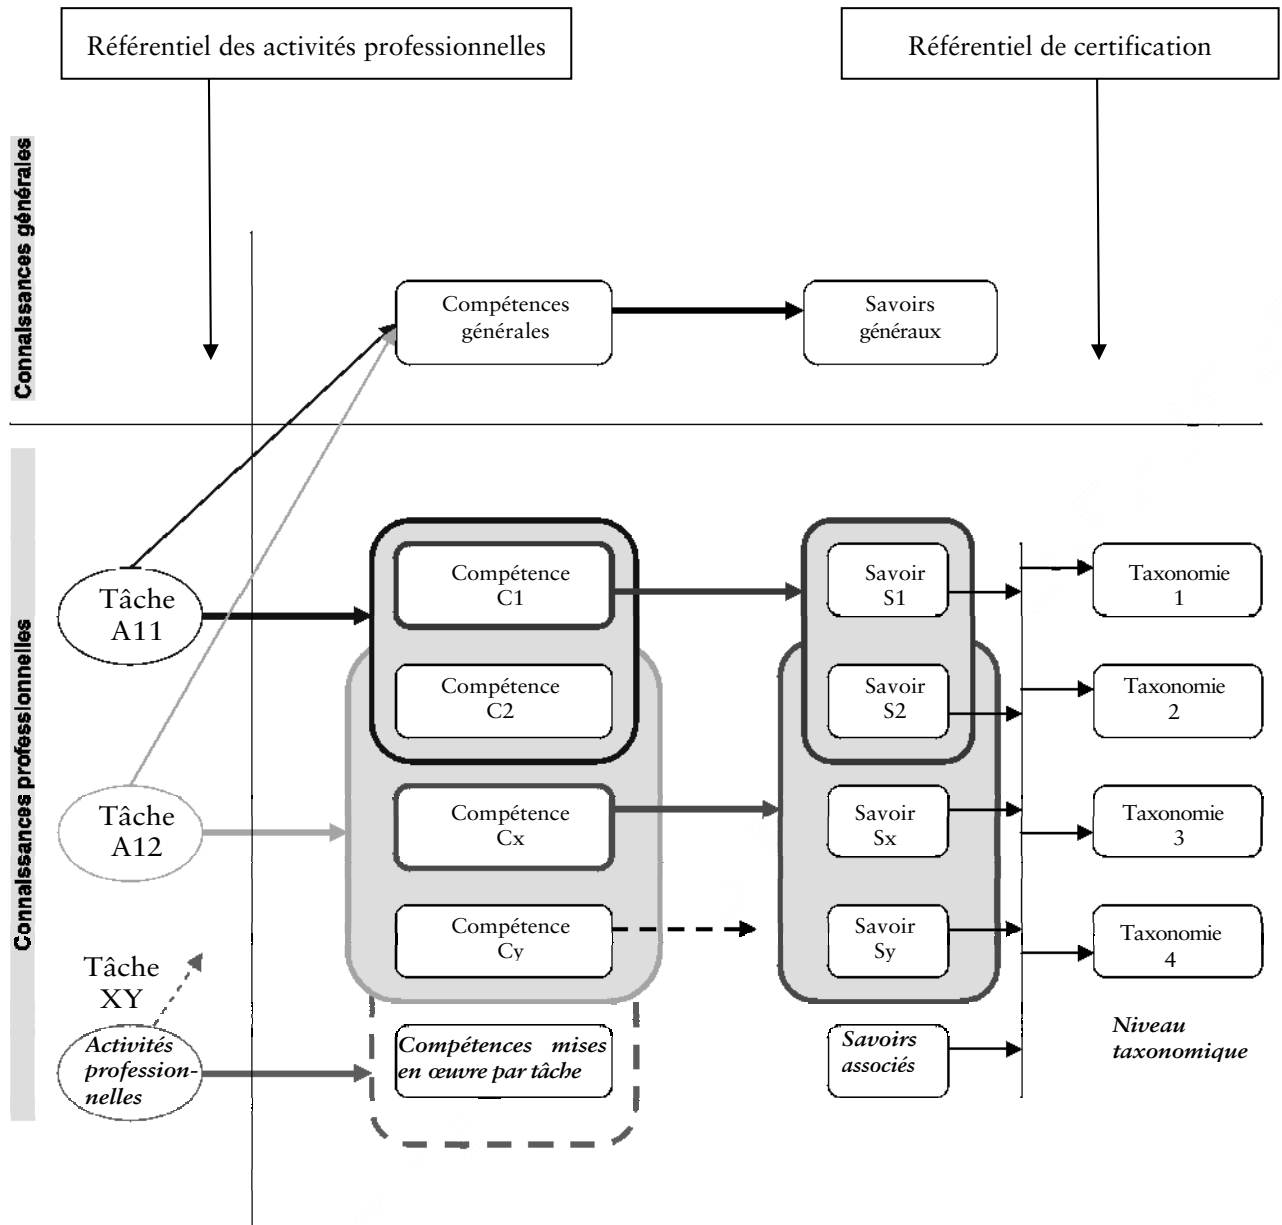 Référentiel des activités professionnelles
Référentiel de certification
Connaissances générales
Compétences
générales
Savoirs
généraux
Connaissances professionnelles
Tâche
A11
Compétence
C1
Savoir
S1
Taxonomie
1
Compétence
C2
Savoir
S2
Taxonomie
2
Tâche
A12
Compétence
Cx
Savoir
Sx
Taxonomie
3
Compétence
Cy
Savoir
Sy
Taxonomie
4
Tâche
XY
Activités
profession-
nelles
Compétences mises
en œuvre par tâche
Savoirs
associés
Niveau
taxonomique